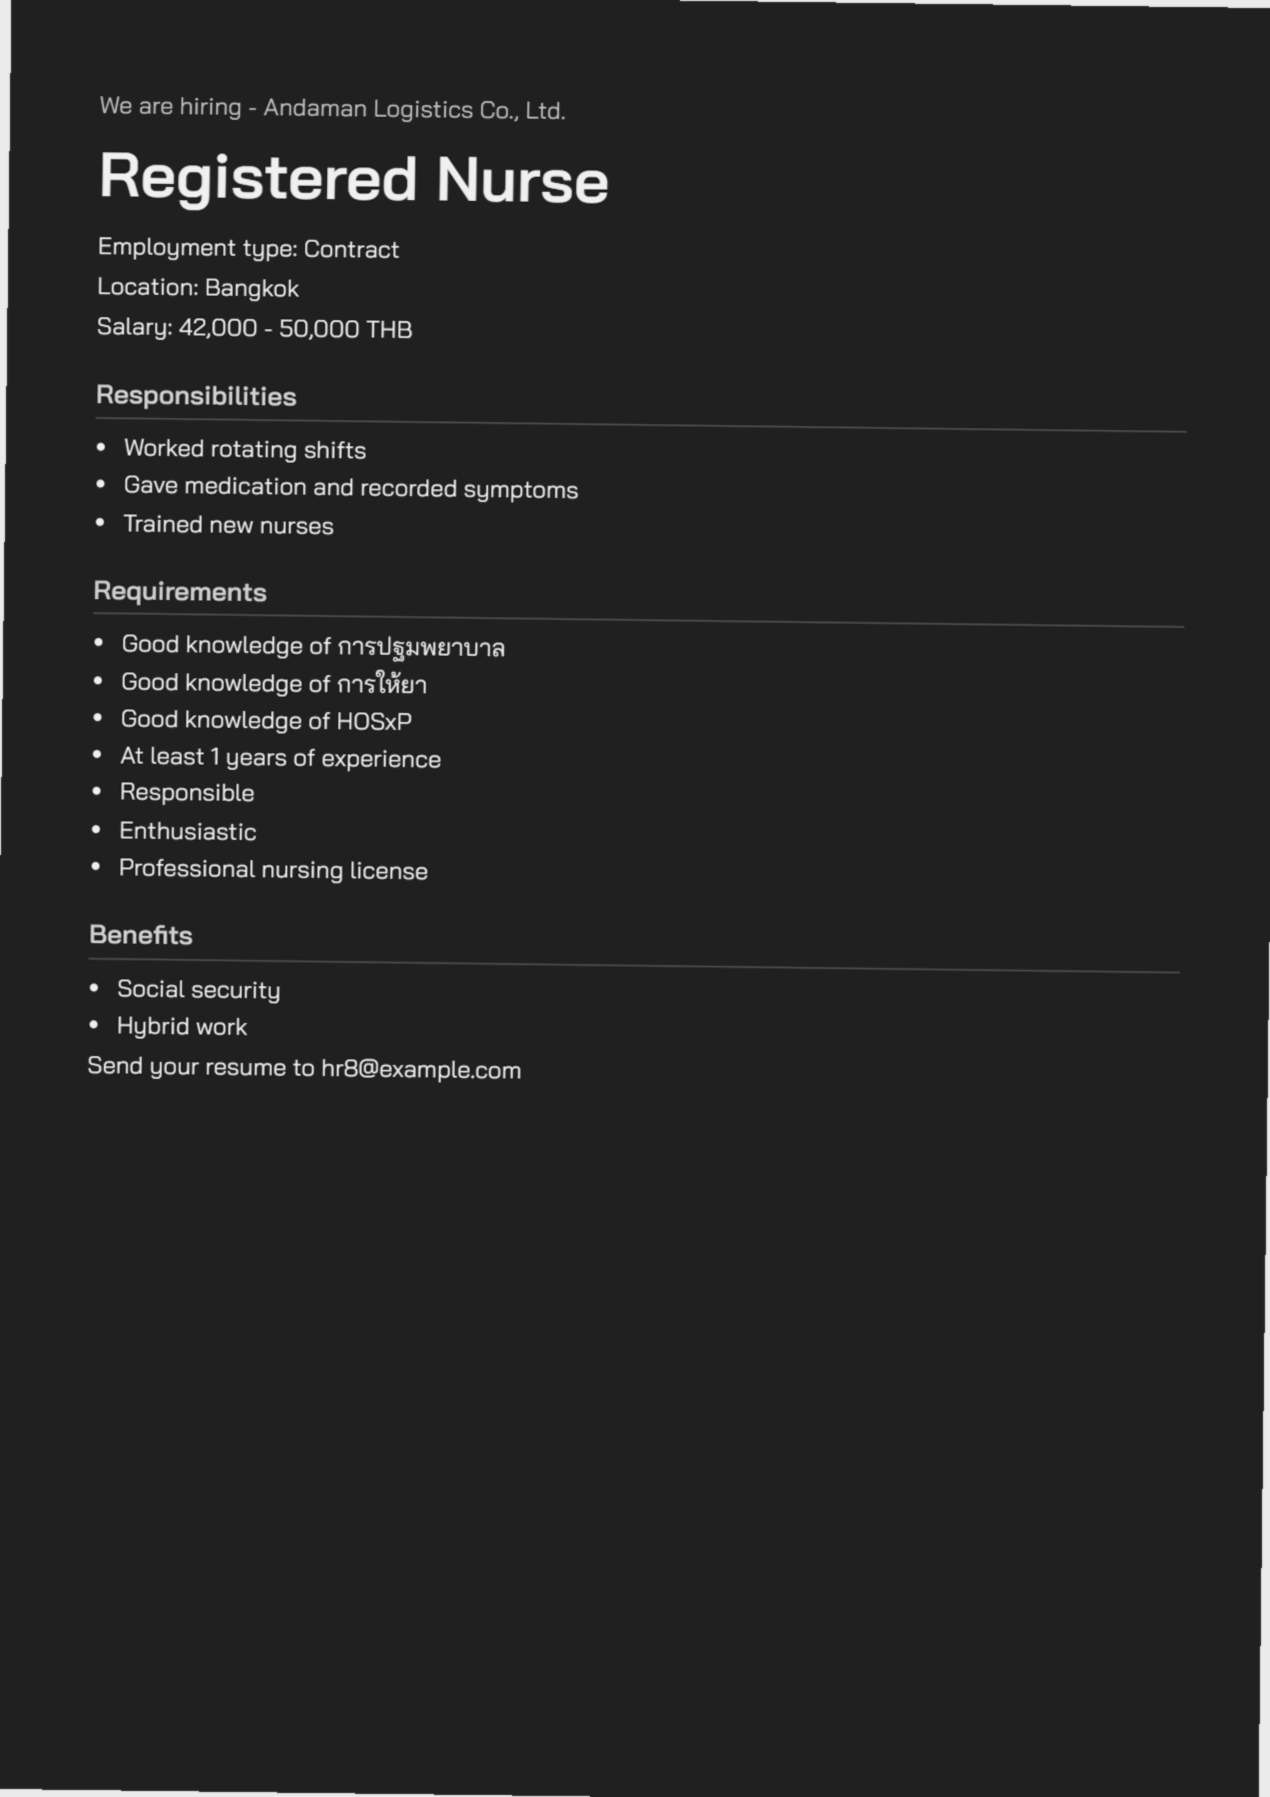 We are hiring - Andaman Logistics Co., Ltd.
Registered Nurse
Employment type: Contract
Location: Bangkok
Salary: 42,000 - 50,000 THB
Responsibilities
• Worked rotating shifts
• Gave medication and recorded symptoms
• Trained new nurses
Requirements
• Good knowledge of การปฐมพยาบาล
• Good knowledge of การให้ยา
• Good knowledge of HOSxP
• At least 1 years of experience
• Responsible
• Enthusiastic
• Professional nursing license
Benefits
• Social security
• Hybrid work
Send your resume to hr8@example.com